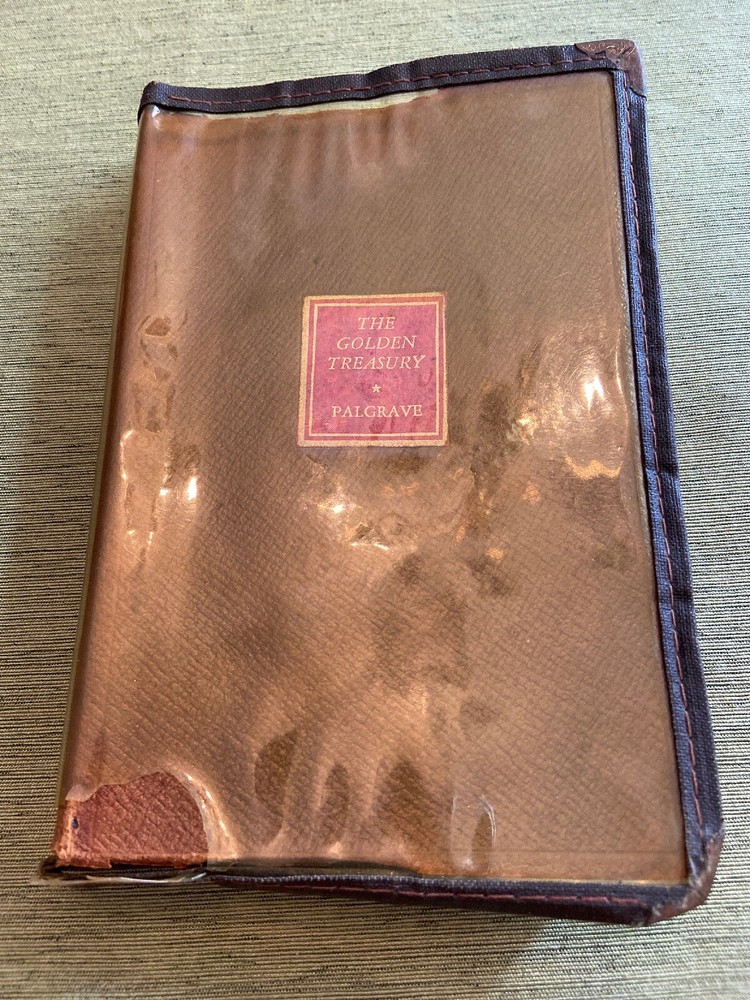 THE
GOLDEN
TREASURY
★
PALGRAVE